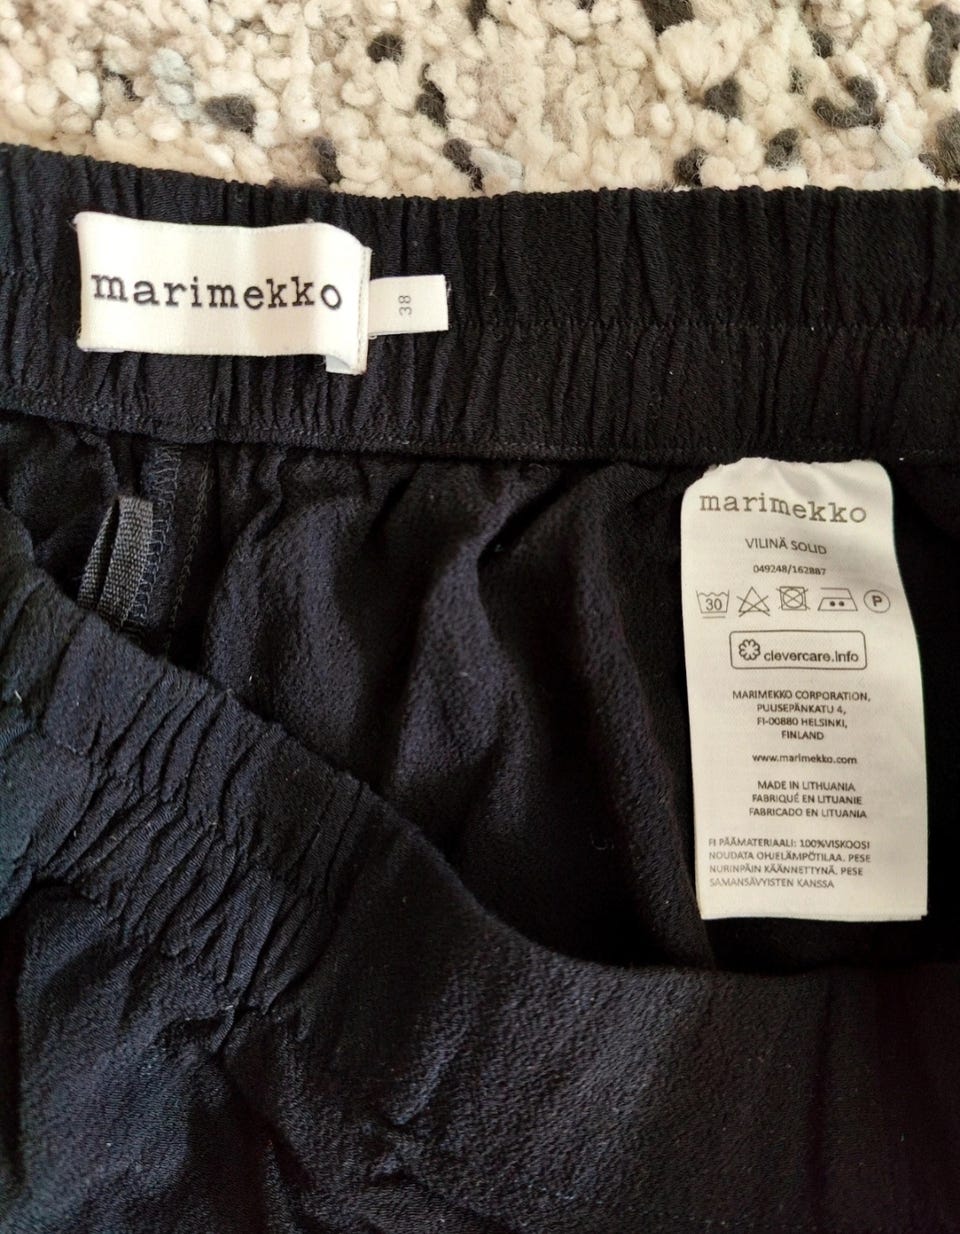 marimekko
38
marimekko
VILINÄ SOLID
049248/162887
30
P
clevercare.info
MARIMEKKO CORPORATION,
PUUSEPÄNKATU 4,
FI-00880 HELSINKI,
FINLAND
www.marimekko.com
MADE IN LITHUANIA
FABRIQUÉ EN LITUANIE
FABRICADO EN LITUANIA
FI PÄÄMATERIAALI: 100%VISKOOSI
NOUDATA OHJELÄMPÖTILAA. PESE
NURINPÄIN KÄÄNNETTYNÄ. PESE
SAMANSÄVYISTEN KANSSA